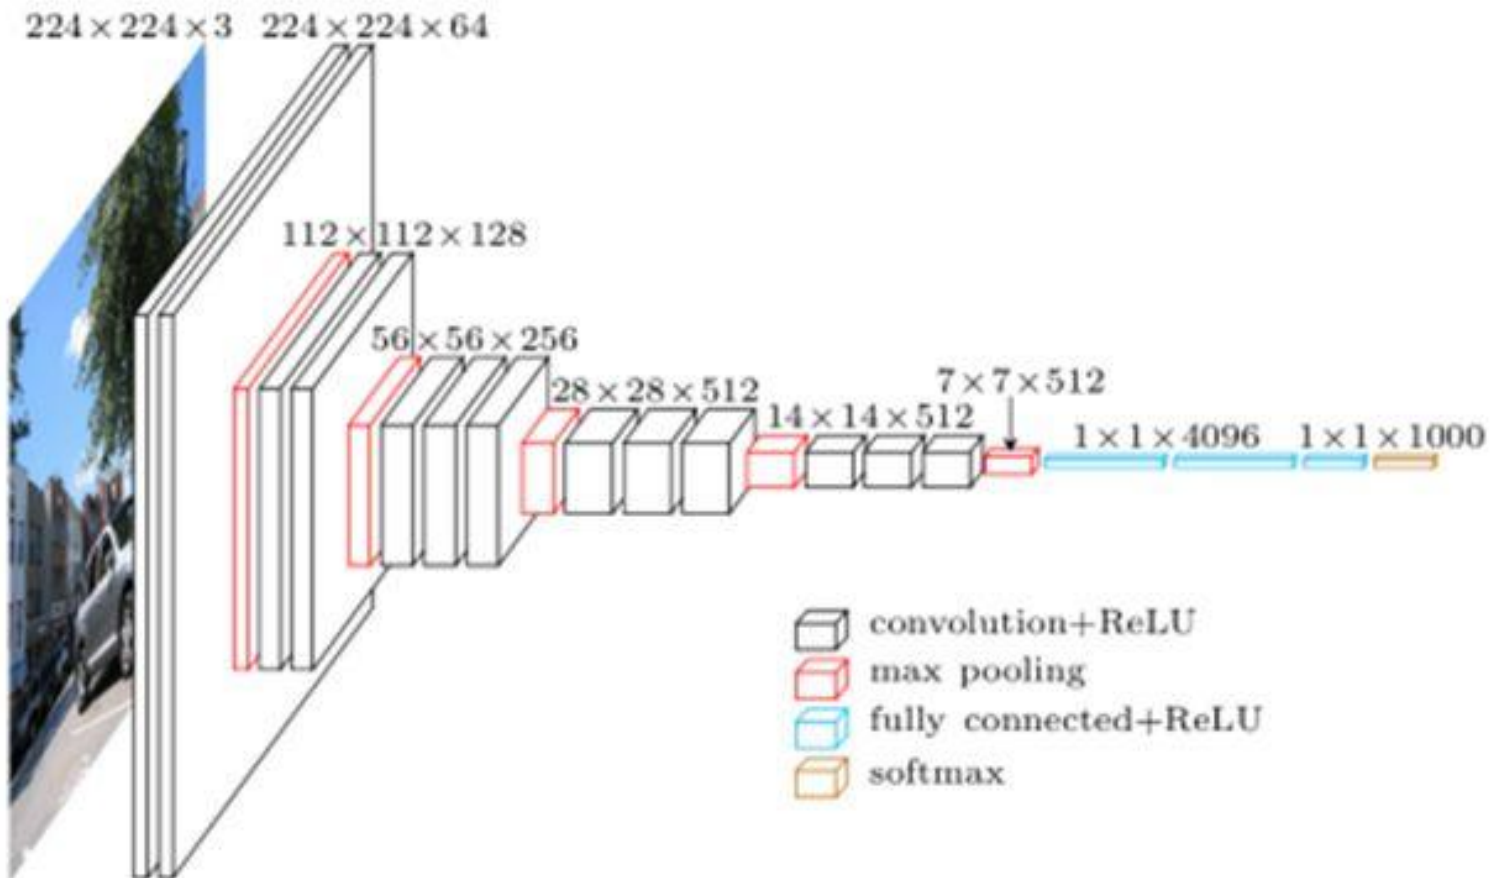 224×224×3
224×224×64
112×112×128
56×56×256
28×28×512
14×14×512
7×7×512
1×1×4096
1×1×1000
convolution+ReLU
max pooling
fully connected+ReLU
softmax